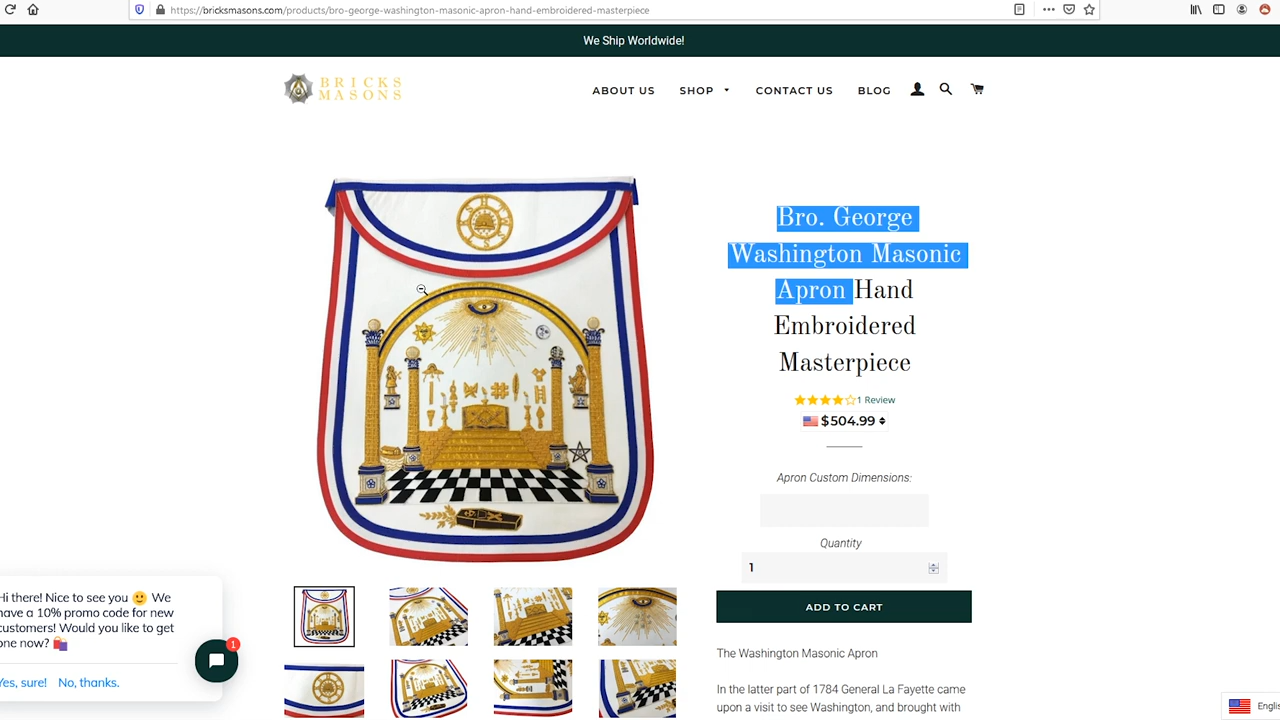 https://bricksmasons.com/products/bro-george-washington-masonic-apron-hand-embroidered-masterpiece
We Ship Worldwide!
BRICKS
MASONS
ABOUT US SHOP CONTACT US BLOG
Bro. George
Washington Masonic
Apron Hand
Embroidered
Masterpiece
1 Review
$504.99
Apron Custom Dimensions:
Quantity
1
ADD TO CART
The Washington Masonic Apron
In the latter part of 1784 General La Fayette came
upon a visit to see Washington, and brought with
Hi there! Nice to see you We
have a 10% promo code for new
customers! Would you like to get
one now?
1
Yes, sure! No, thanks.
Englis